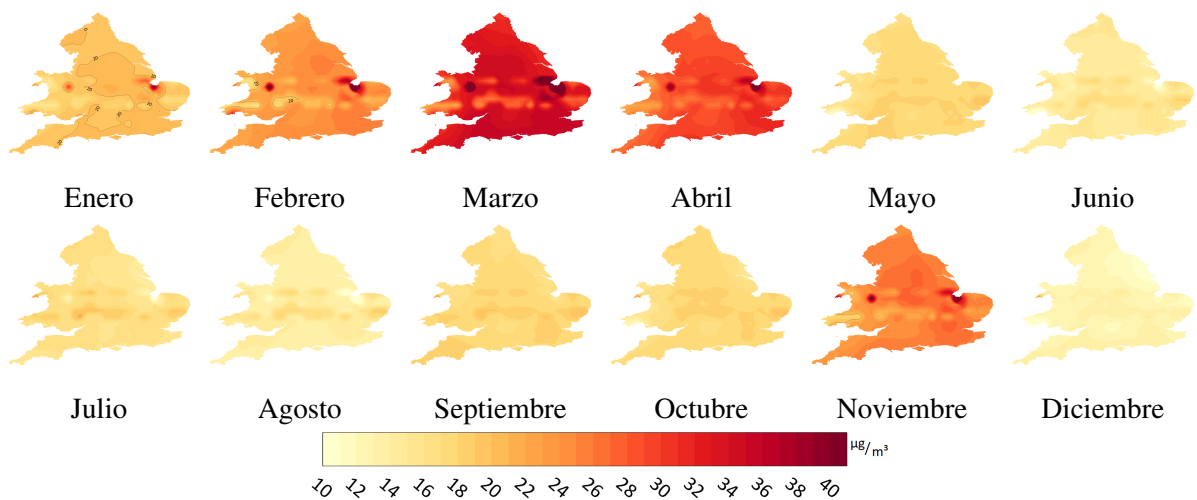 Enero Febrero Marzo Abril Mayo Junio
Julio Agosto Septiembre Octubre Noviembre Diciembre
µg/m³
10 12 14 16 18 20 22 24 26 28 30 32 34 36 38 40